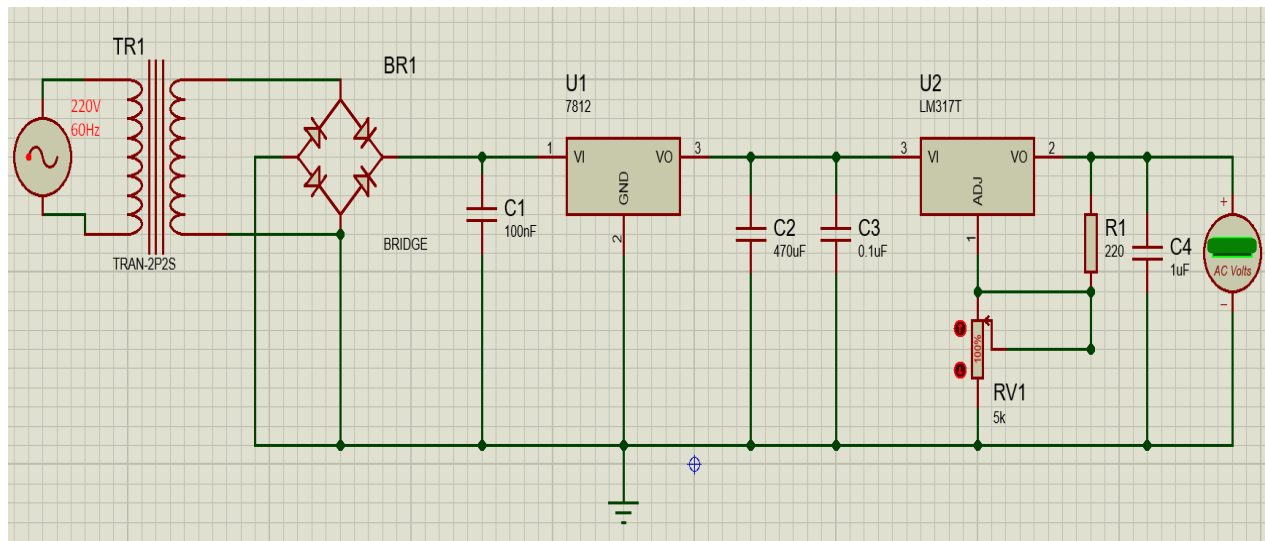 TR1
220V
60Hz
TRAN-2P2S
BR1
BRIDGE
C1
100nF
U1
7812
1
VI
VO
3
GND
2
C2
470uF
C3
0.1uF
U2
LM317T
3
VI
VO
2
ADJ
1
R1
220
C4
1uF
+
AC Volts
−
100%
RV1
5k